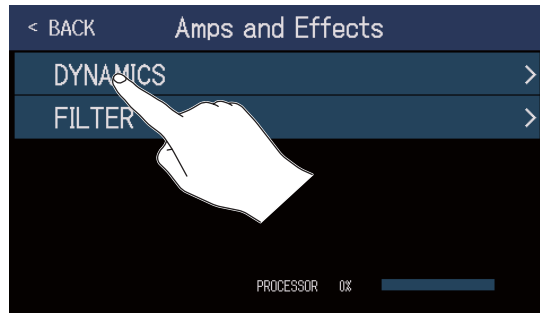 < BACK Amps and Effects
DYNAMICS >
FILTER >
PROCESSOR 0%